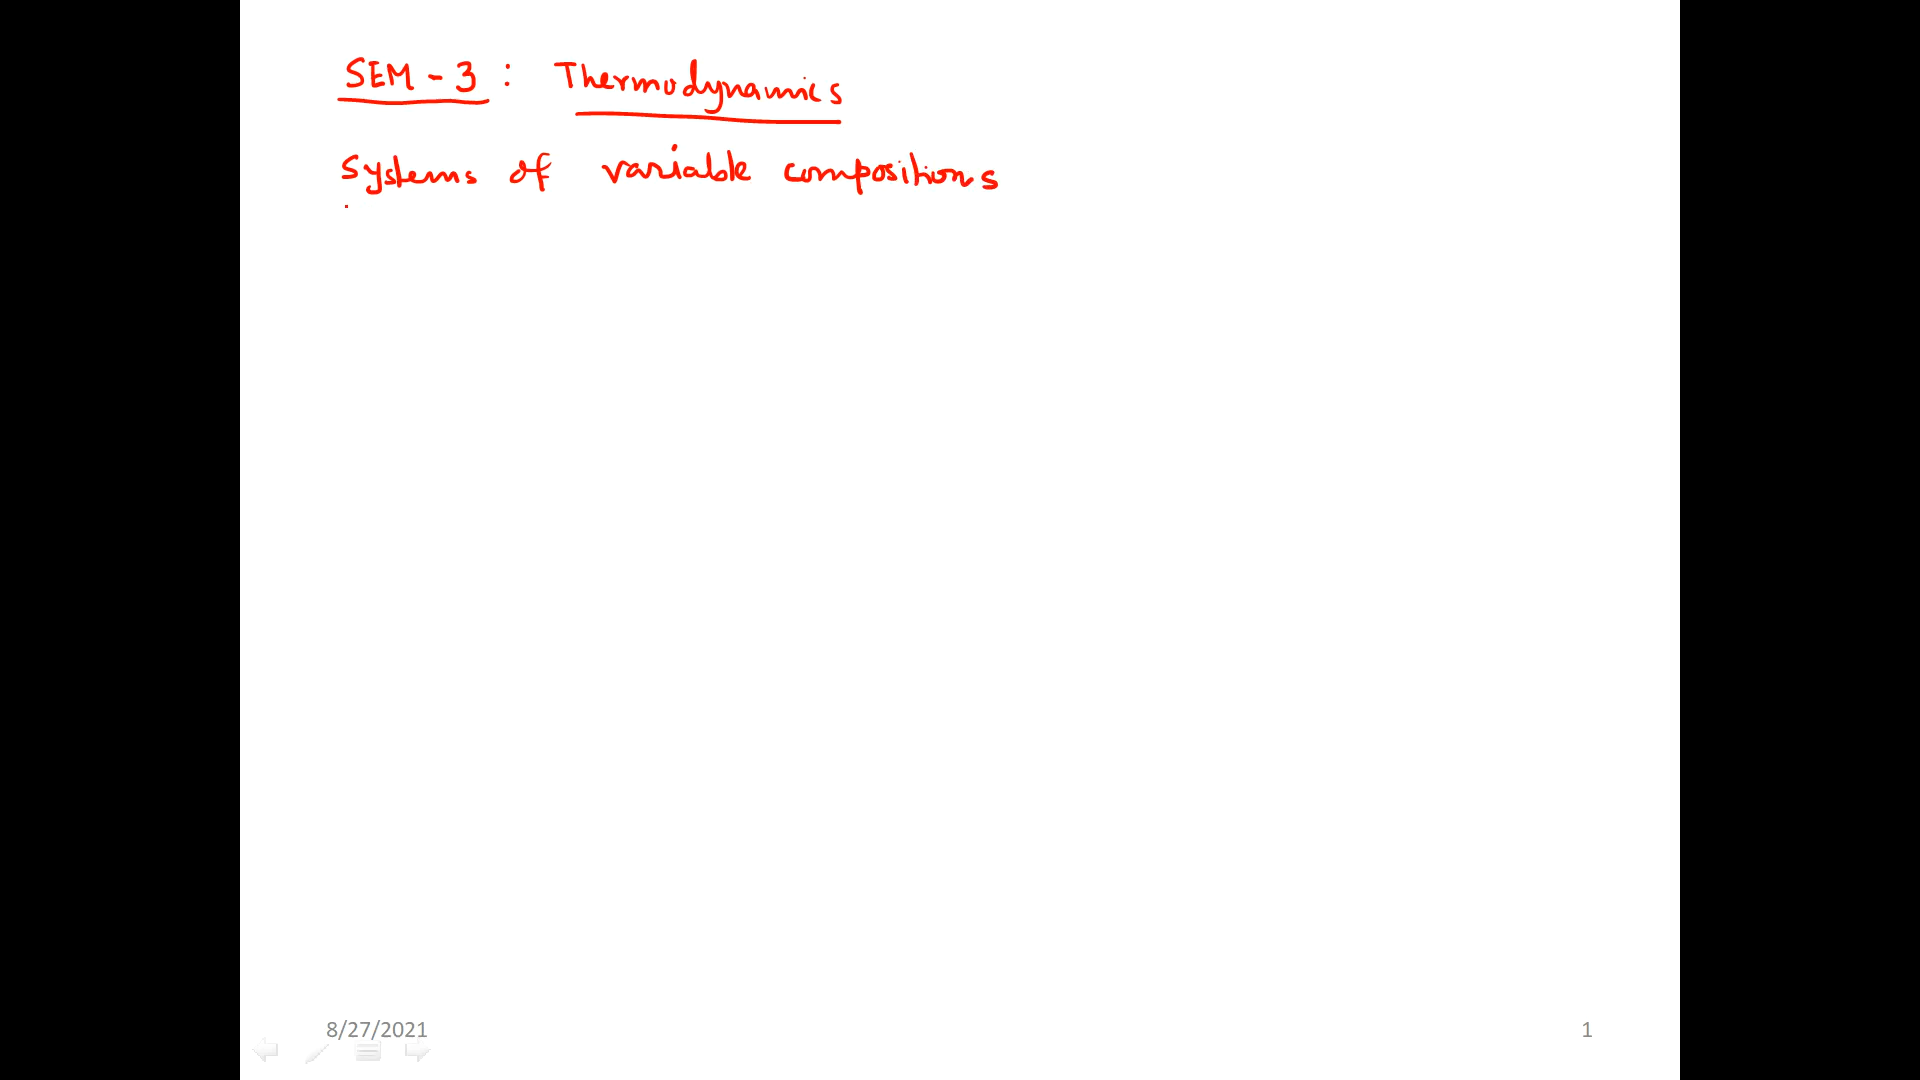 SEM - 3 : Thermodynamics
Systems of variable compositions
8/27/2021
1